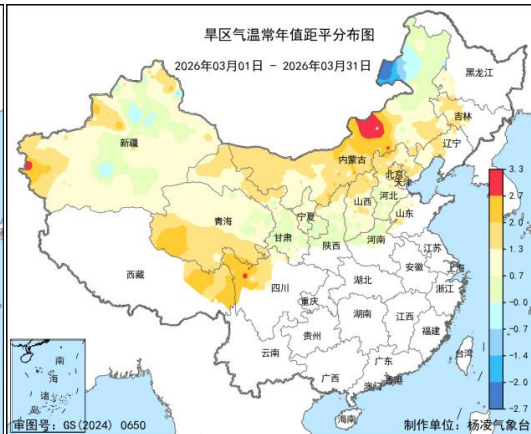 旱区气温常年值距平分布图
2026年03月01日 - 2026年03月31日
黑龙江
吉林
辽宁
新疆
内蒙古
北京
天津
河北
山西
山东
宁夏
青海
甘肃
陕西
河南
西藏
四川
重庆
湖北
安徽
江苏
上海
浙江
湖南
江西
贵州
福建
云南
广西
广东
台湾
澳门
香港
海南
南
海
诸
岛
3.3
2.7
2.0
1.3
0.7
-0.0
-0.7
-1.4
-2.0
-2.7
审图号: GS(2024) 0650
制作单位: 杨凌气象台